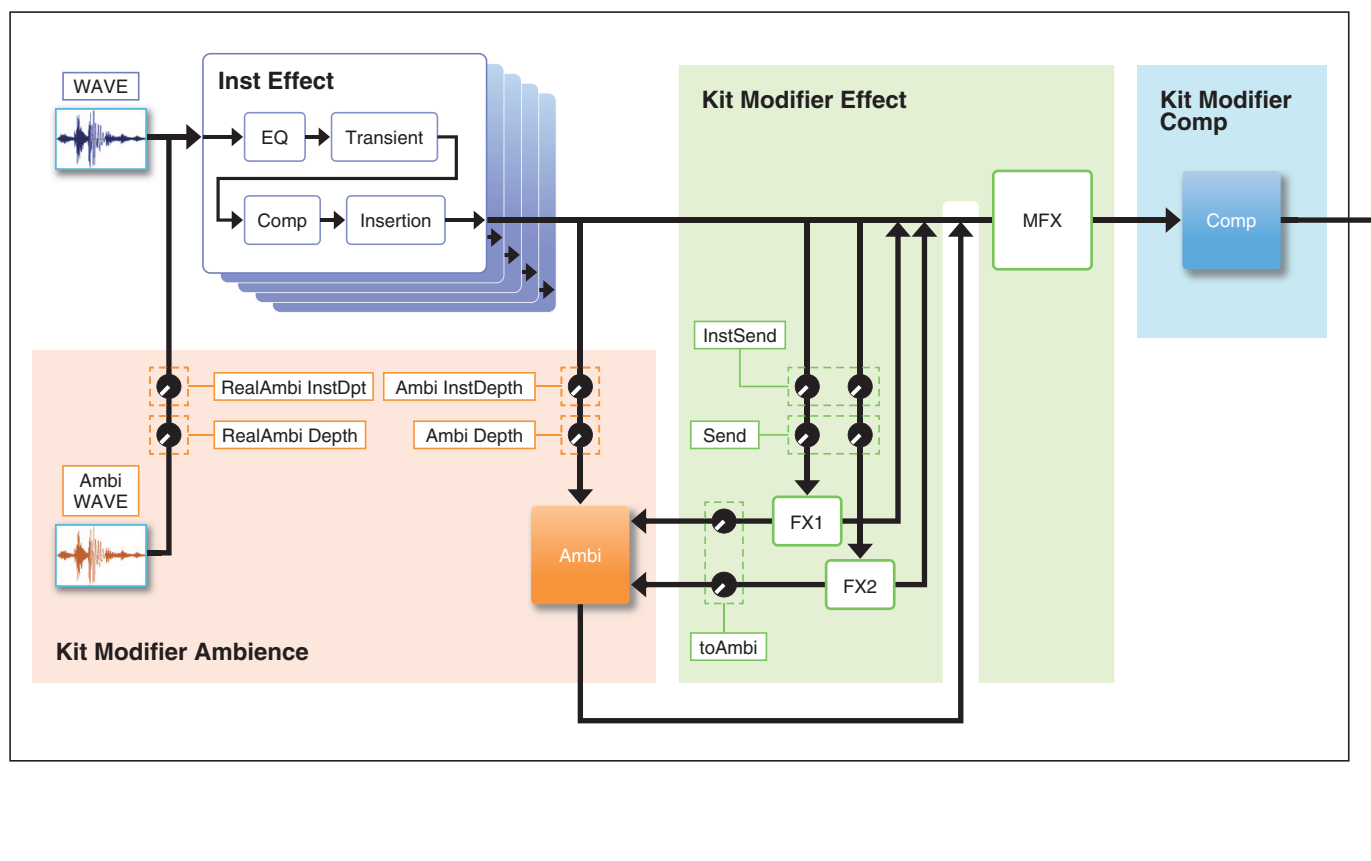 WAVE
Inst Effect
EQ
Transient
Comp
Insertion
Kit Modifier Effect
MFX
Kit Modifier
Comp
Comp
InstSend
Send
RealAmbi InstDpt
Ambi InstDepth
RealAmbi Depth
Ambi Depth
Ambi
WAVE
Ambi
FX1
FX2
toAmbi
Kit Modifier Ambience